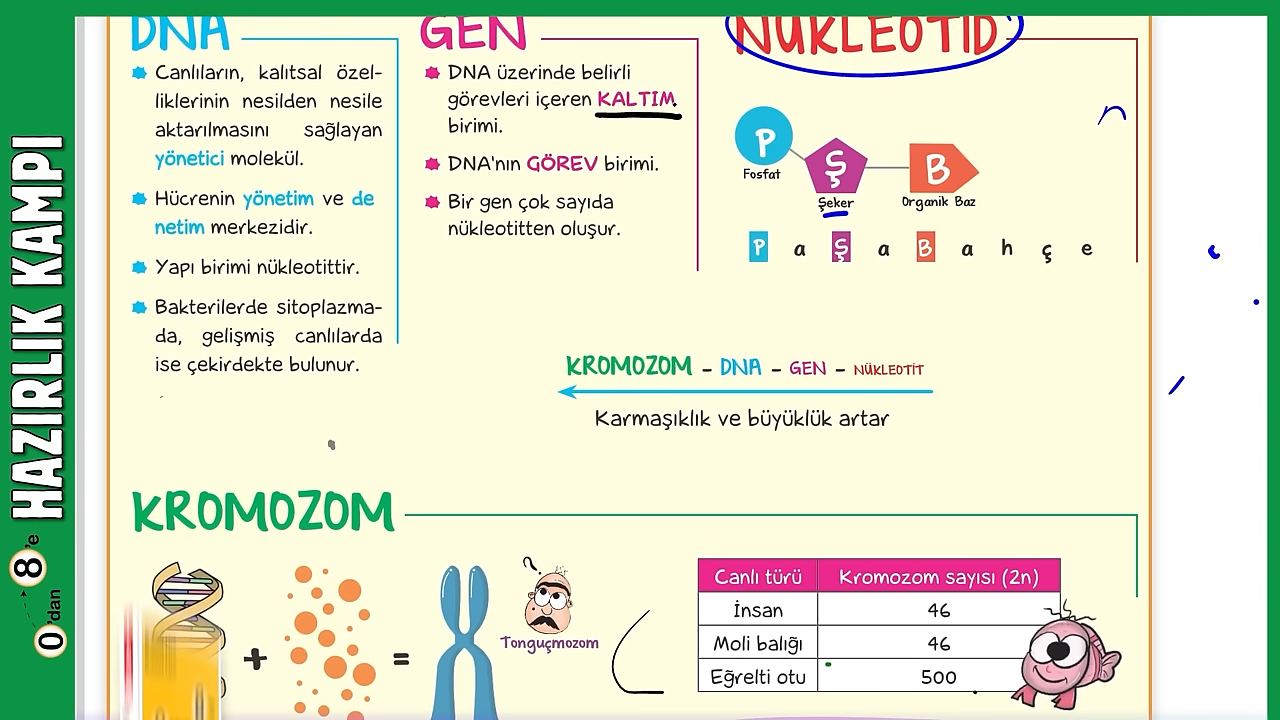 HAZIRLIK KAMPI
0'dan 8'e
DNA
Canlıların, kalıtsal özel-
liklerinin nesilden nesile
aktarılmasını sağlayan
yönetici molekül.
Hücrenin yönetim ve de
netim merkezidir.
Yapı birimi nükleotittir.
Bakterilerde sitoplazma-
da, gelişmiş canlılarda
ise çekirdekte bulunur.
GEN
DNA üzerinde belirli
görevleri içeren KALTIM
birimi.
DNA'nın GÖREV birimi.
Bir gen çok sayıda
nükleotitten oluşur.
NÜKLEOTİD
P
Fosfat
Ş
Şeker
B
Organik Baz
P a Ş a B a h ç e
KROMOZOM - DNA - GEN - NÜKLEOTİT
Karmaşıklık ve büyüklük artar
KROMOZOM
+ =
?
Tonguçmozom
Canlı türü Kromozom sayısı (2n)
İnsan 46
Moli balığı 46
Eğrelti otu 500